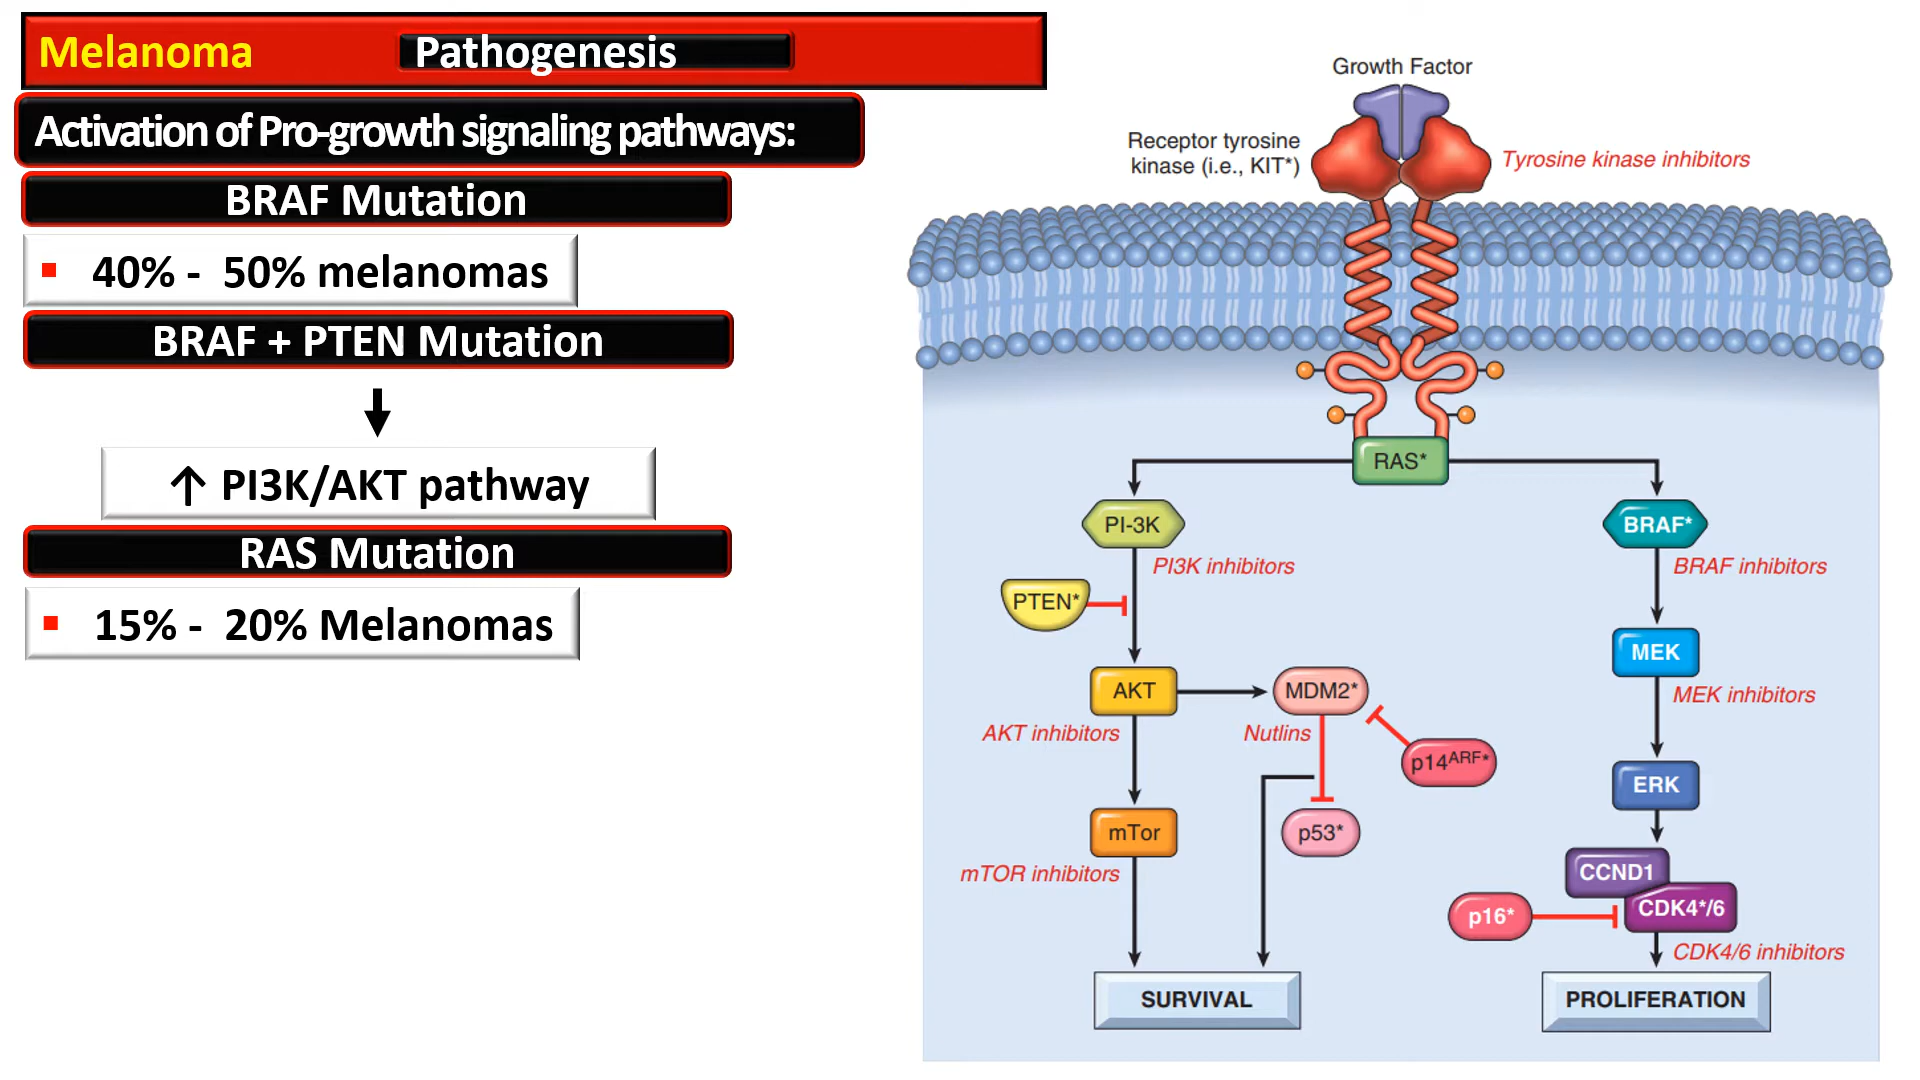 Melanoma
Pathogenesis
Activation of Pro-growth signaling pathways:
BRAF Mutation
▪ 40% - 50% melanomas
BRAF + PTEN Mutation
↑ PI3K/AKT pathway
RAS Mutation
▪ 15% - 20% Melanomas
Growth Factor
Receptor tyrosine
kinase (i.e., KIT*)
Tyrosine kinase inhibitors
RAS*
PI-3K
BRAF*
PI3K inhibitors
BRAF inhibitors
PTEN*
MEK
AKT
MDM2*
MEK inhibitors
AKT inhibitors
Nutlins
p14ARF*
ERK
mTor
p53*
mTOR inhibitors
CCND1
CDK4*/6
p16*
CDK4/6 inhibitors
SURVIVAL
PROLIFERATION